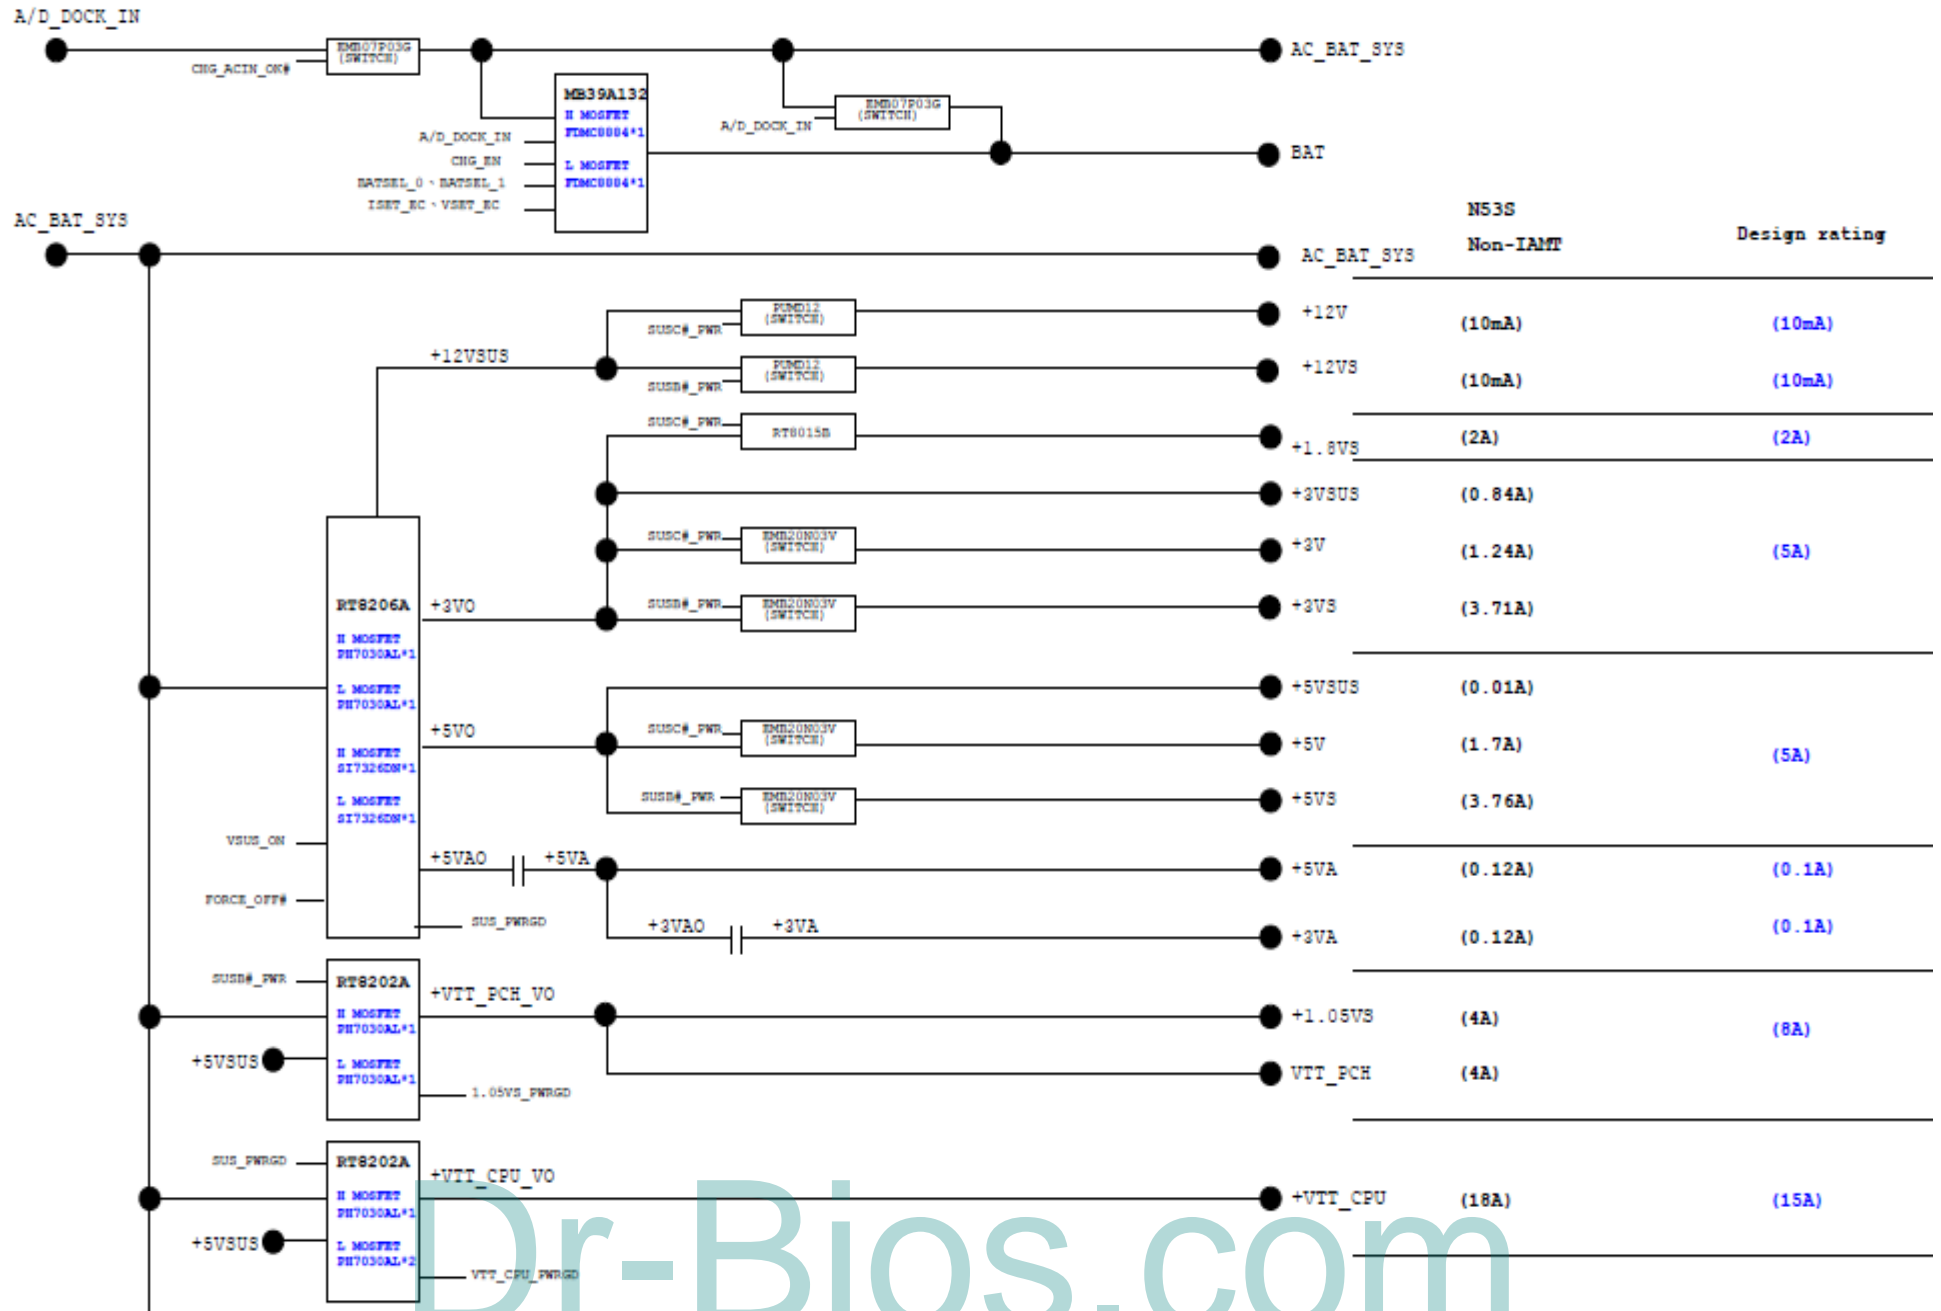 A/D_DOCK_IN
EMB07P03G
(SWITCH)
CHG_ACIN_OK#
AC_BAT_SYS
MB39A132
H MOSFET
FDMC8884*1
L MOSFET
FDMC8884*1
A/D_DOCK_IN
CHG_EN
BATSEL_0、BATSEL_1
ISET_EC、VSET_EC
EMB07P03G
(SWITCH)
A/D_DOCK_IN
BAT
AC_BAT_SYS
AC_BAT_SYS
N53S
Non-IAMT
Design rating
+12VSUS
SUSC#_PWR
PUMD12
(SWITCH)
+12V
(10mA)
(10mA)
SUSB#_PWR
PUMD12
(SWITCH)
+12VS
(10mA)
(10mA)
SUSC#_PWR
RT8015B
+1.8VS
(2A)
(2A)
+3VSUS
(0.84A)
SUSC#_PWR
EMB20N03V
(SWITCH)
+3V
(1.24A)
(5A)
RT8206A
H MOSFET
PH7030AL*1
L MOSFET
PH7030AL*1
H MOSFET
SI7326DN*1
L MOSFET
SI7326DN*1
+3VO
SUSB#_PWR
EMB20N03V
(SWITCH)
+3VS
(3.71A)
+5VSUS
(0.01A)
+5VO
SUSC#_PWR
EMB20N03V
(SWITCH)
+5V
(1.7A)
(5A)
SUSB#_PWR
EMB20N03V
(SWITCH)
+5VS
(3.76A)
VSUS_ON
+5VAO
+5VA
+5VA
(0.12A)
(0.1A)
FORCE_OFF#
SUS_PWRGD
+3VAO
+3VA
+3VA
(0.12A)
(0.1A)
SUSB#_PWR
RT8202A
H MOSFET
PH7030AL*1
L MOSFET
PH7030AL*1
+VTT_PCH_VO
+1.05VS
(4A)
(8A)
+5VSUS
VTT_PCH
(4A)
1.05VS_PWRGD
SUS_PWRGD
RT8202A
H MOSFET
PH7030AL*1
L MOSFET
PH7030AL*2
+VTT_CPU_VO
+VTT_CPU
(18A)
(15A)
+5VSUS
VTT_CPU_PWRGD
Dr-Bios.com